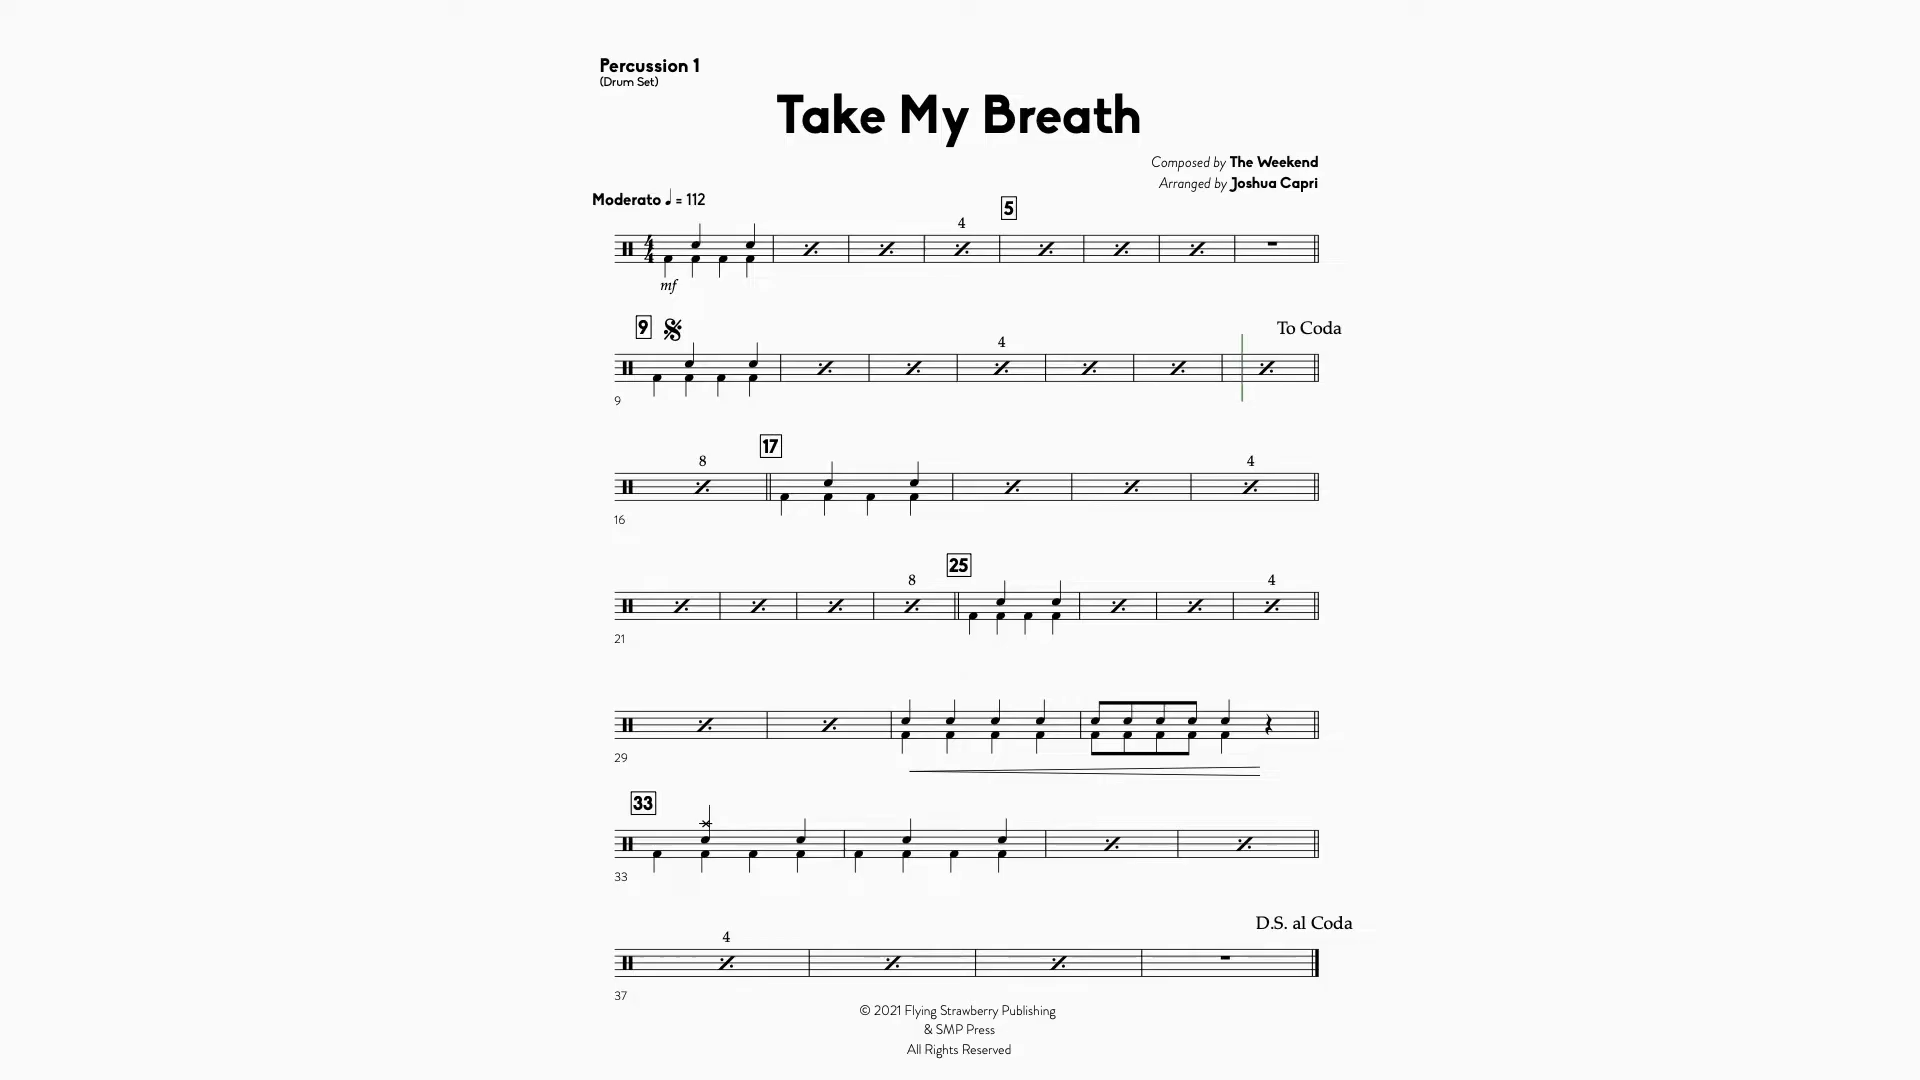 Percussion 1
(Drum Set)
Take My Breath
Composed by The Weekend
Arranged by Joshua Capri
Moderato ♩ = 112
4 5
mf
9 To Coda
4
9
17
8 4
16
25
8 4
21
29
33
33
D.S. al Coda
4
37
© 2021 Flying Strawberry Publishing
& SMP Press
All Rights Reserved